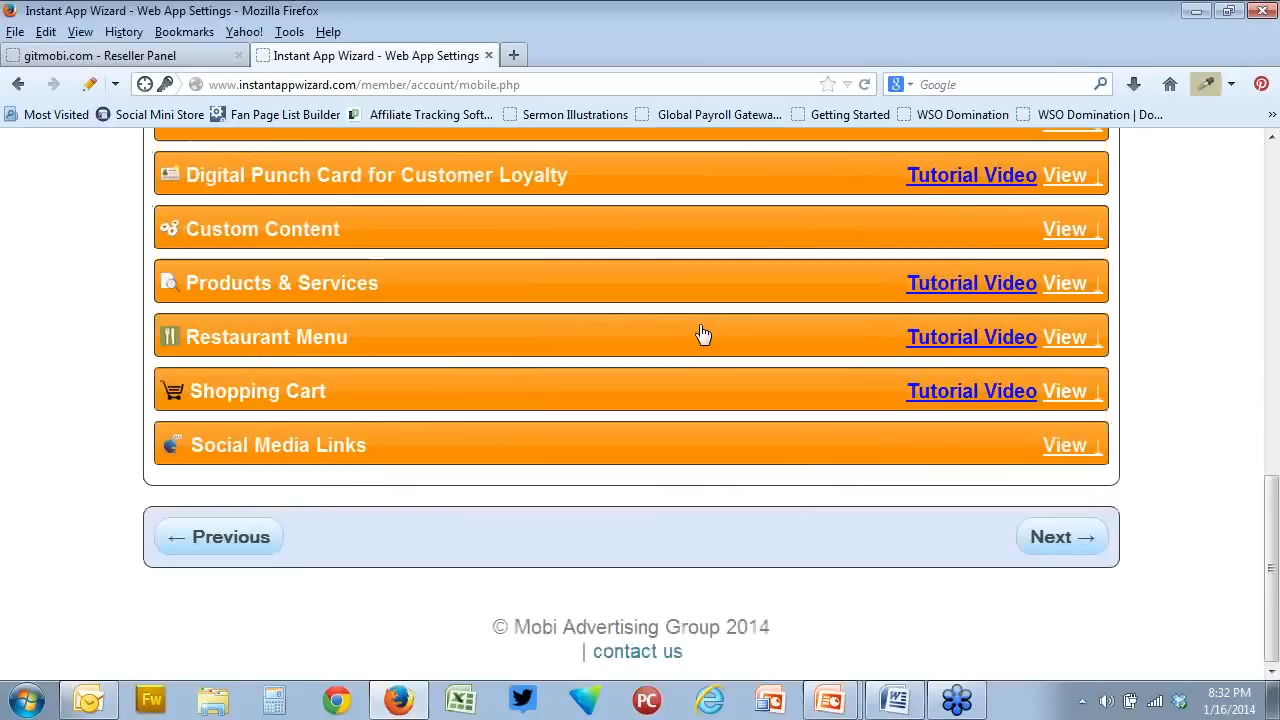 Instant App Wizard - Web App Settings - Mozilla Firefox
File Edit View History Bookmarks Yahoo! Tools Help
gitmobi.com - Reseller Panel × Instant App Wizard - Web App Settings × +
www.instantappwizard.com/member/account/mobile.php Google
Most Visited Social Mini Store Fan Page List Builder Affiliate Tracking Soft... Sermon Illustrations Global Payroll Gatewa... Getting Started WSO Domination WSO Domination | Do... »
Digital Punch Card for Customer Loyalty Tutorial Video View ↓
Custom Content View ↓
Products & Services Tutorial Video View ↓
Restaurant Menu Tutorial Video View ↓
Shopping Cart Tutorial Video View ↓
Social Media Links View ↓
← Previous Next →
© Mobi Advertising Group 2014
| contact us
Fw PC
8:32 PM
1/16/2014